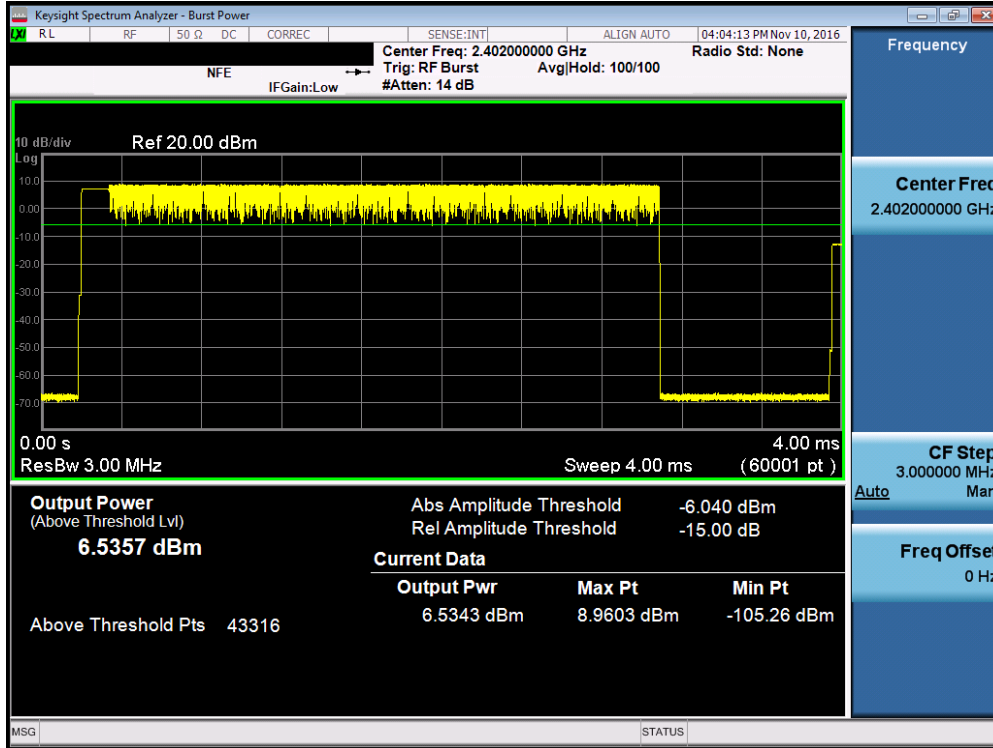 Keysight Spectrum Analyzer - Burst Power
LXI RL RF 50 Ω DC CORREC SENSE:INT ALIGN AUTO 04:04:13 PM Nov 10, 2016
Center Freq: 2.402000000 GHz Radio Std: None
NFE Trig: RF Burst Avg|Hold: 100/100
IFGain:Low #Atten: 14 dB
10 dB/div Ref 20.00 dBm
Log
10.0
0.00
-10.0
-20.0
-30.0
-40.0
-50.0
-60.0
-70.0
0.00 s 4.00 ms
ResBw 3.00 MHz Sweep 4.00 ms (60001 pt)
Output Power
(Above Threshold Lvl)
6.5357 dBm
Above Threshold Pts 43316
Abs Amplitude Threshold -6.040 dBm
Rel Amplitude Threshold -15.00 dB
Current Data
Output Pwr Max Pt Min Pt
6.5343 dBm 8.9603 dBm -105.26 dBm
Frequency
Center Freq
2.402000000 GHz
CF Step
3.000000 MHz
Auto Man
Freq Offset
0 Hz
MSG STATUS